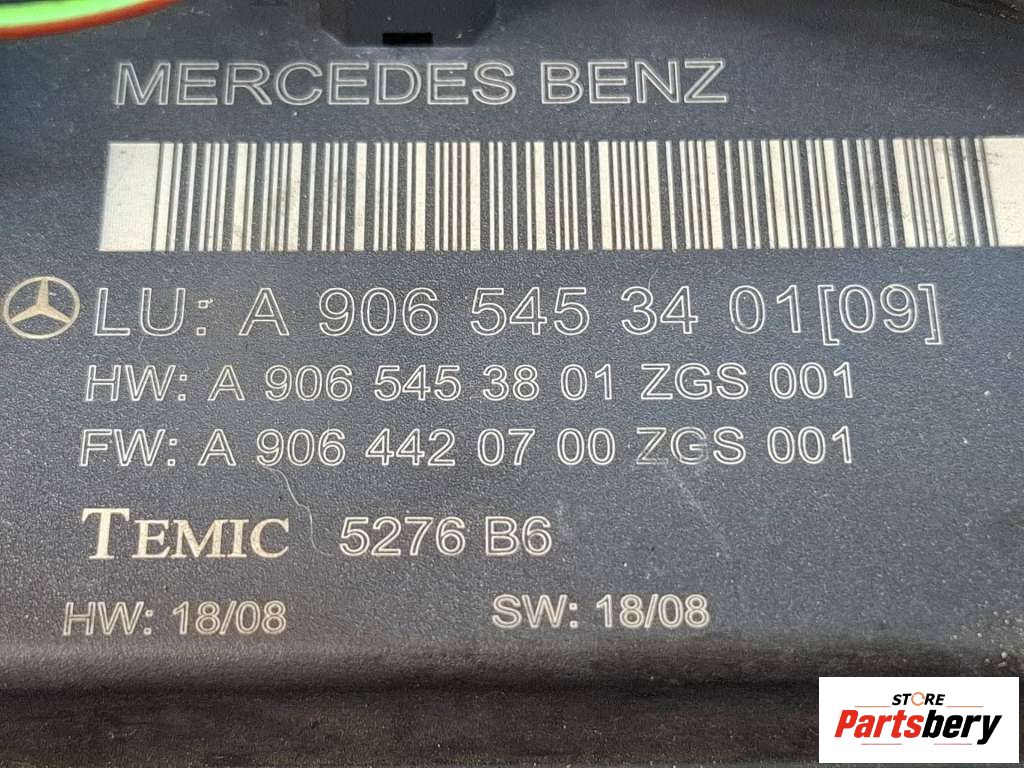 MERCEDES BENZ
LU: A 906 545 34 01[09]
HW: A 906 545 38 01 ZGS 001
FW: A 906 442 07 00 ZGS 001
TEMIC 5276 B6
HW: 18/08 SW: 18/08
STORE
Partsbery